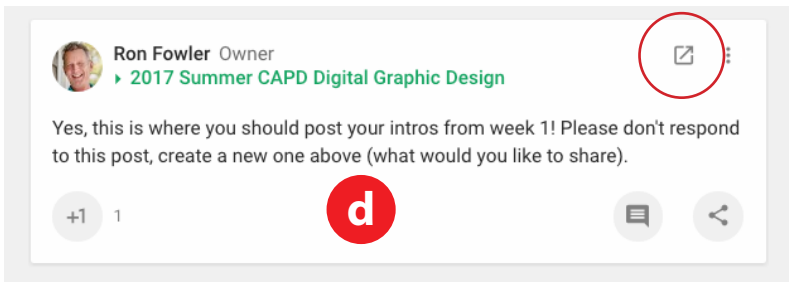 Ron Fowler Owner
2017 Summer CAPD Digital Graphic Design
Yes, this is where you should post your intros from week 1! Please don't respond
to this post, create a new one above (what would you like to share).
+1 1
d